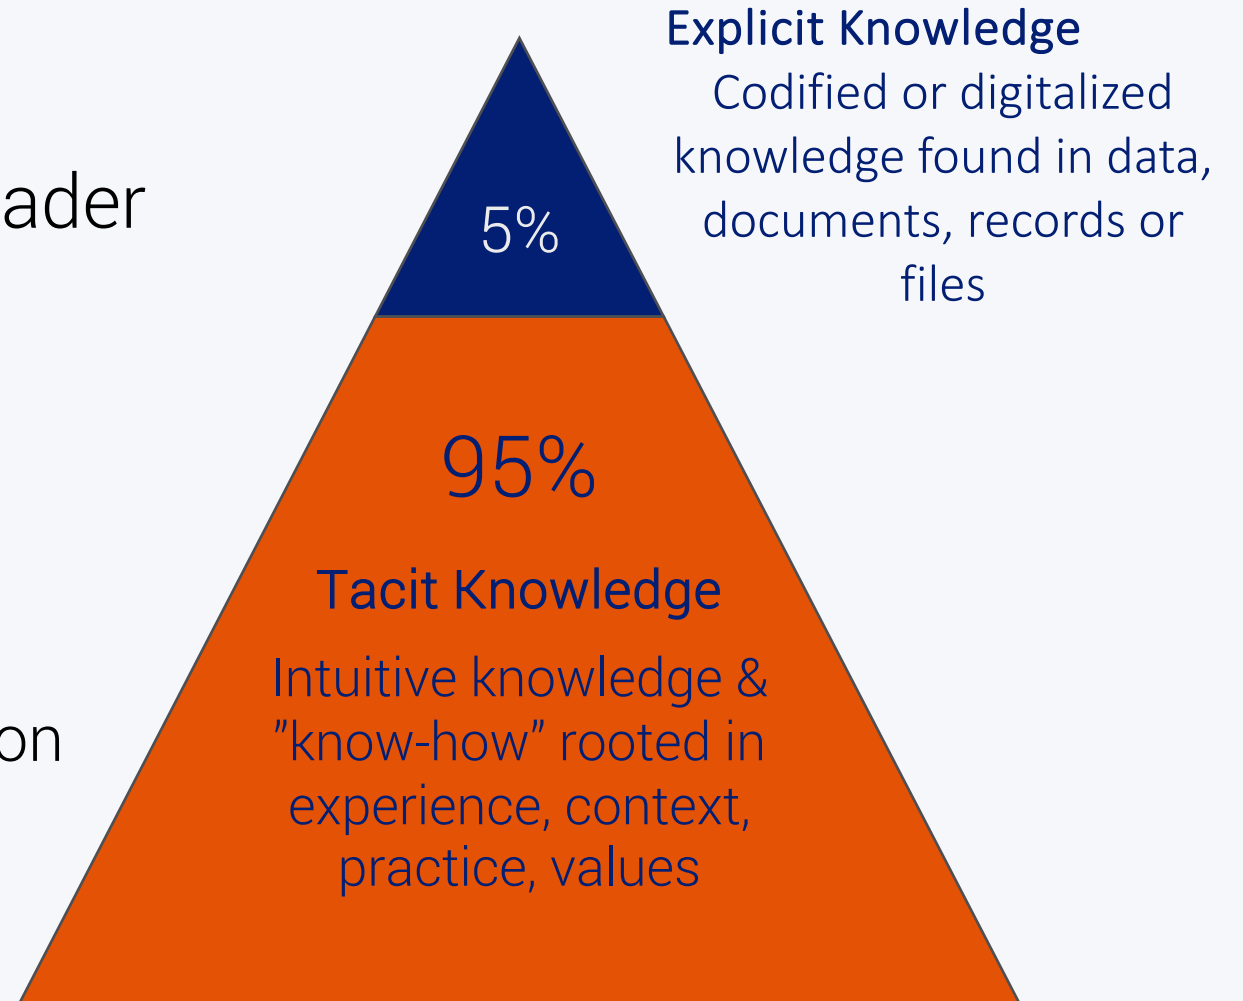 Explicit Knowledge
Codified or digitalized
knowledge found in data,
documents, records or
files
ader
5%
95%
Tacit Knowledge
Intuitive knowledge &
”know-how” rooted in
experience, context,
practice, values
on